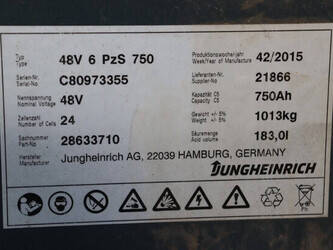 Typ
Type
48V 6 PzS 750
Produktionswoche/jahr
Week/Year of Manufacture
42/2015
Serien-Nr.
Serial-No
C80973355
Lieferanten-Nr.
Supplier-No.
21866
Nennspannung
Nominal Voltage
48V
Kapazität C5
Capacity C5
750Ah
Zellenzahl
Number of Cells
24
Gewicht +/- 5%
Weight +/- 5%
1013kg
Sachnummer
Part-No
28633710
Säuremenge
Acid volume
183,0l
Hersteller
Manufacturer
Jungheinrich AG, 22039 HAMBURG, GERMANY
JUNGHEINRICH